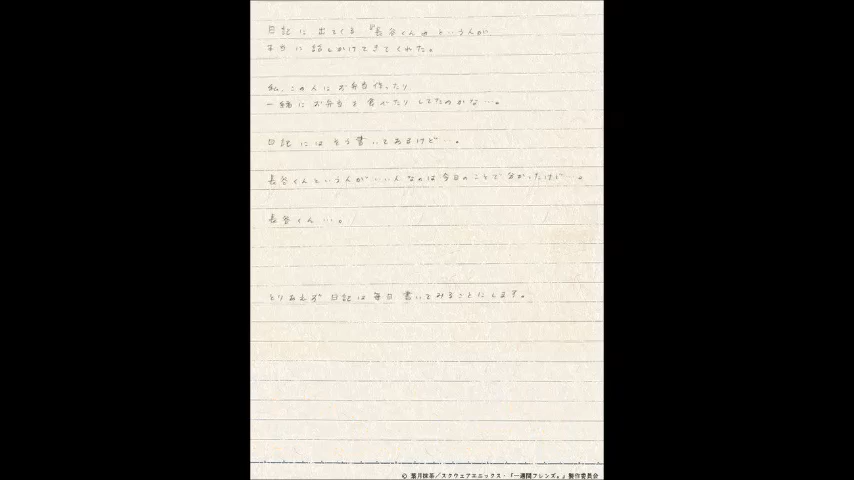 日記に出てくる『長谷くん』という人が
本当に話しかけてきてくれた。
私、この人にお弁当作ったり
一緒にお弁当を食べたりしてたのかな…。
日記にはそう書いてあるけど…。
長谷くんという人が…いい人なのは今日のことで分かったけど…。
長谷くん…。
とりあえず日記は毎日書いてみることにします。
© 葉月抹茶/スクウェアエニックス・「一週間フレンズ。」製作委員会